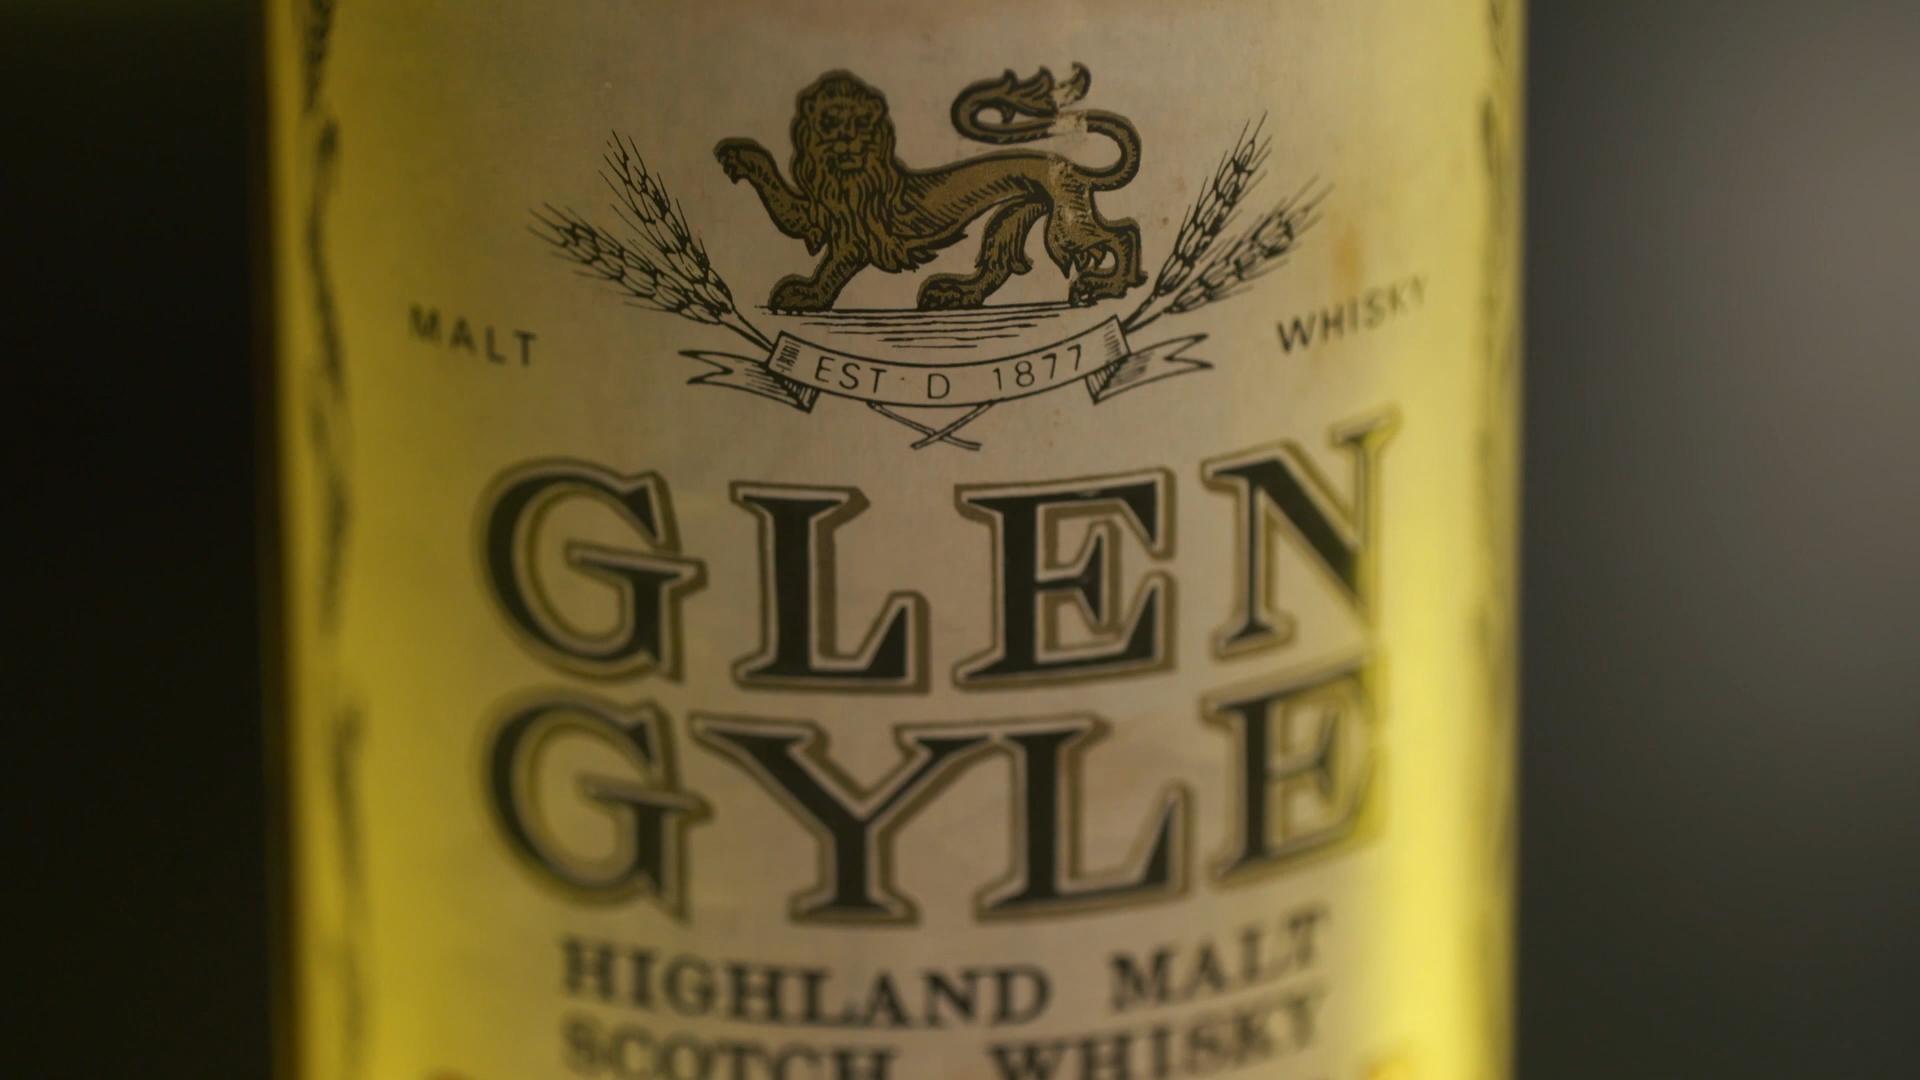 MALT
WHISKY
EST D 1877
GLEN
GYLE
HIGHLAND MALT
SCOTCH WHISKY